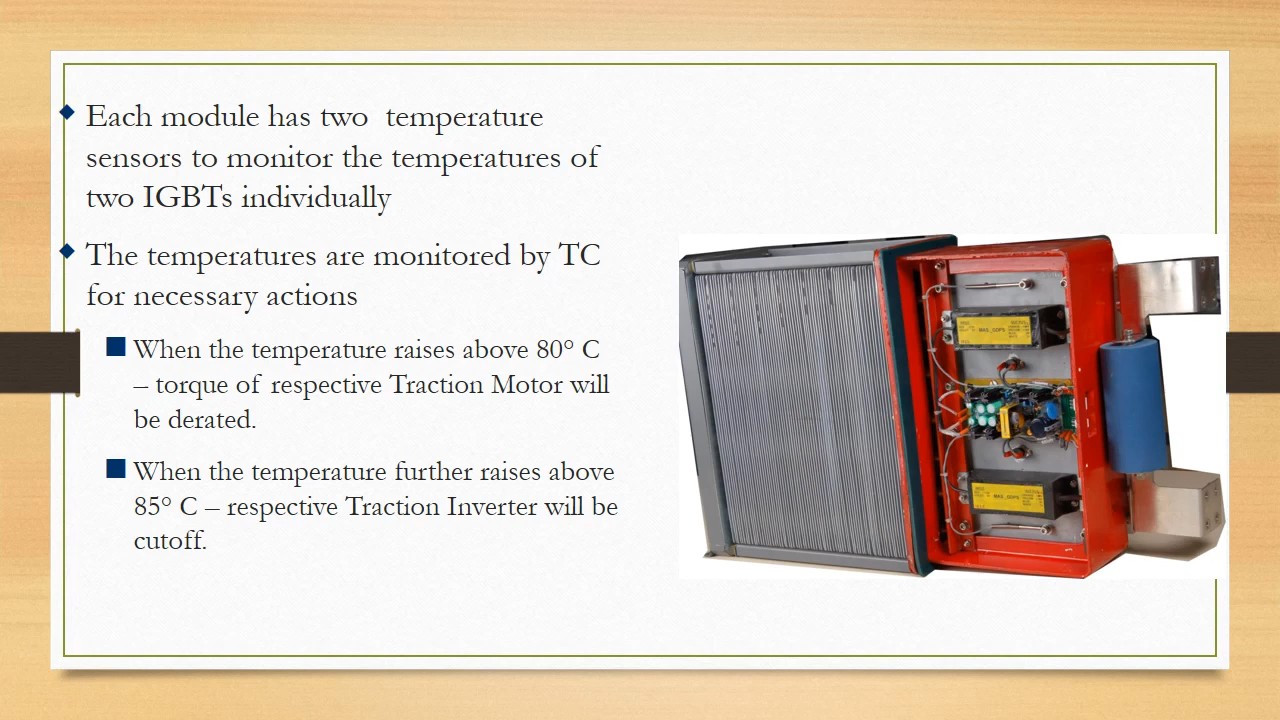 Each module has two  temperature
sensors to monitor the temperatures of
two IGBTs individually
The temperatures are monitored by TC
for necessary actions
When the temperature raises above 80° C
– torque of respective Traction Motor will
be derated.
When the temperature further raises above
85° C – respective Traction Inverter will be
cutoff.
MKS_GDPS
MKS_GDPS